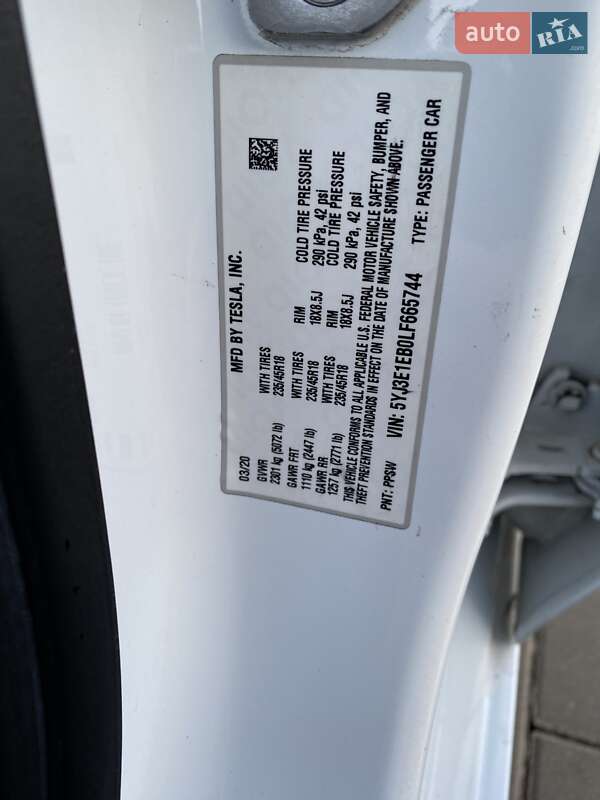 auto RIA .com
MFD BY TESLA, INC.
03/20
GVWR WITH TIRES RIM COLD TIRE PRESSURE
2301 kg (5072 lb) 235/45R18 18X8.5J 290 kPa, 42 psi
GAWR FRT WITH TIRES RIM COLD TIRE PRESSURE
1110 kg (2447 lb) 235/45R18 18X8.5J 290 kPa, 42 psi
GAWR RR WITH TIRES
1257 kg (2771 lb) 235/45R18
THIS VEHICLE CONFORMS TO ALL APPLICABLE U.S. FEDERAL MOTOR VEHICLE SAFETY, BUMPER, AND
THEFT PREVENTION STANDARDS IN EFFECT ON THE DATE OF MANUFACTURE SHOWN ABOVE.
VIN: 5YJ3E1EB0LF665744 TYPE: PASSENGER CAR
PNT: PPSW